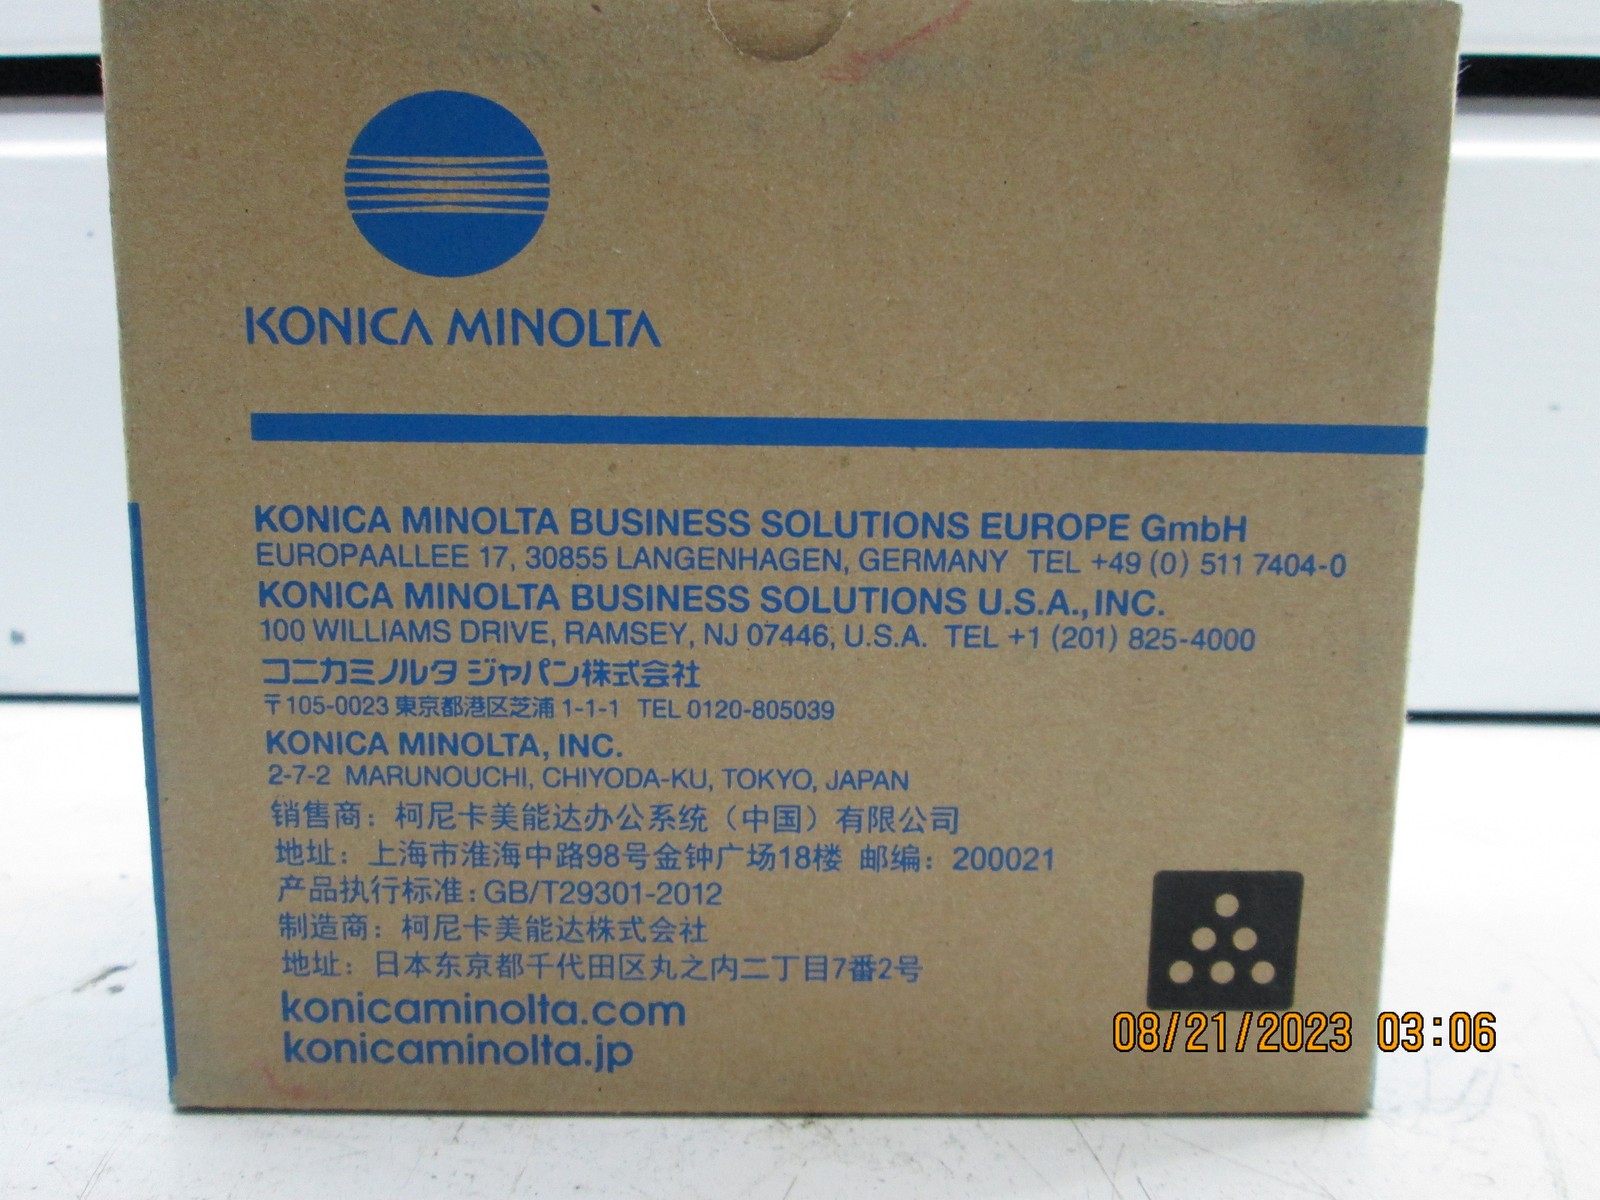 KONICA MINOLTA
KONICA MINOLTA BUSINESS SOLUTIONS EUROPE GmbH
EUROPAALLEE 17, 30855 LANGENHAGEN, GERMANY TEL +49 (0) 511 7404-0
KONICA MINOLTA BUSINESS SOLUTIONS U.S.A., INC.
100 WILLIAMS DRIVE, RAMSEY, NJ 07446, U.S.A. TEL +1 (201) 825-4000
コニカミノルタ ジャパン株式会社
〒105-0023 東京都港区芝浦 1-1-1 TEL 0120-805039
KONICA MINOLTA, INC.
2-7-2 MARUNOUCHI, CHIYODA-KU, TOKYO, JAPAN
销售商：柯尼卡美能达办公系统（中国）有限公司
地址：上海市淮海中路98号金钟广场18楼 邮编：200021
产品执行标准：GB/T29301-2012
制造商：柯尼卡美能达株式会社
地址：日本东京都千代田区丸之内二丁目7番2号
konicaminolta.com
konicaminolta.jp
08/21/2023 03:06